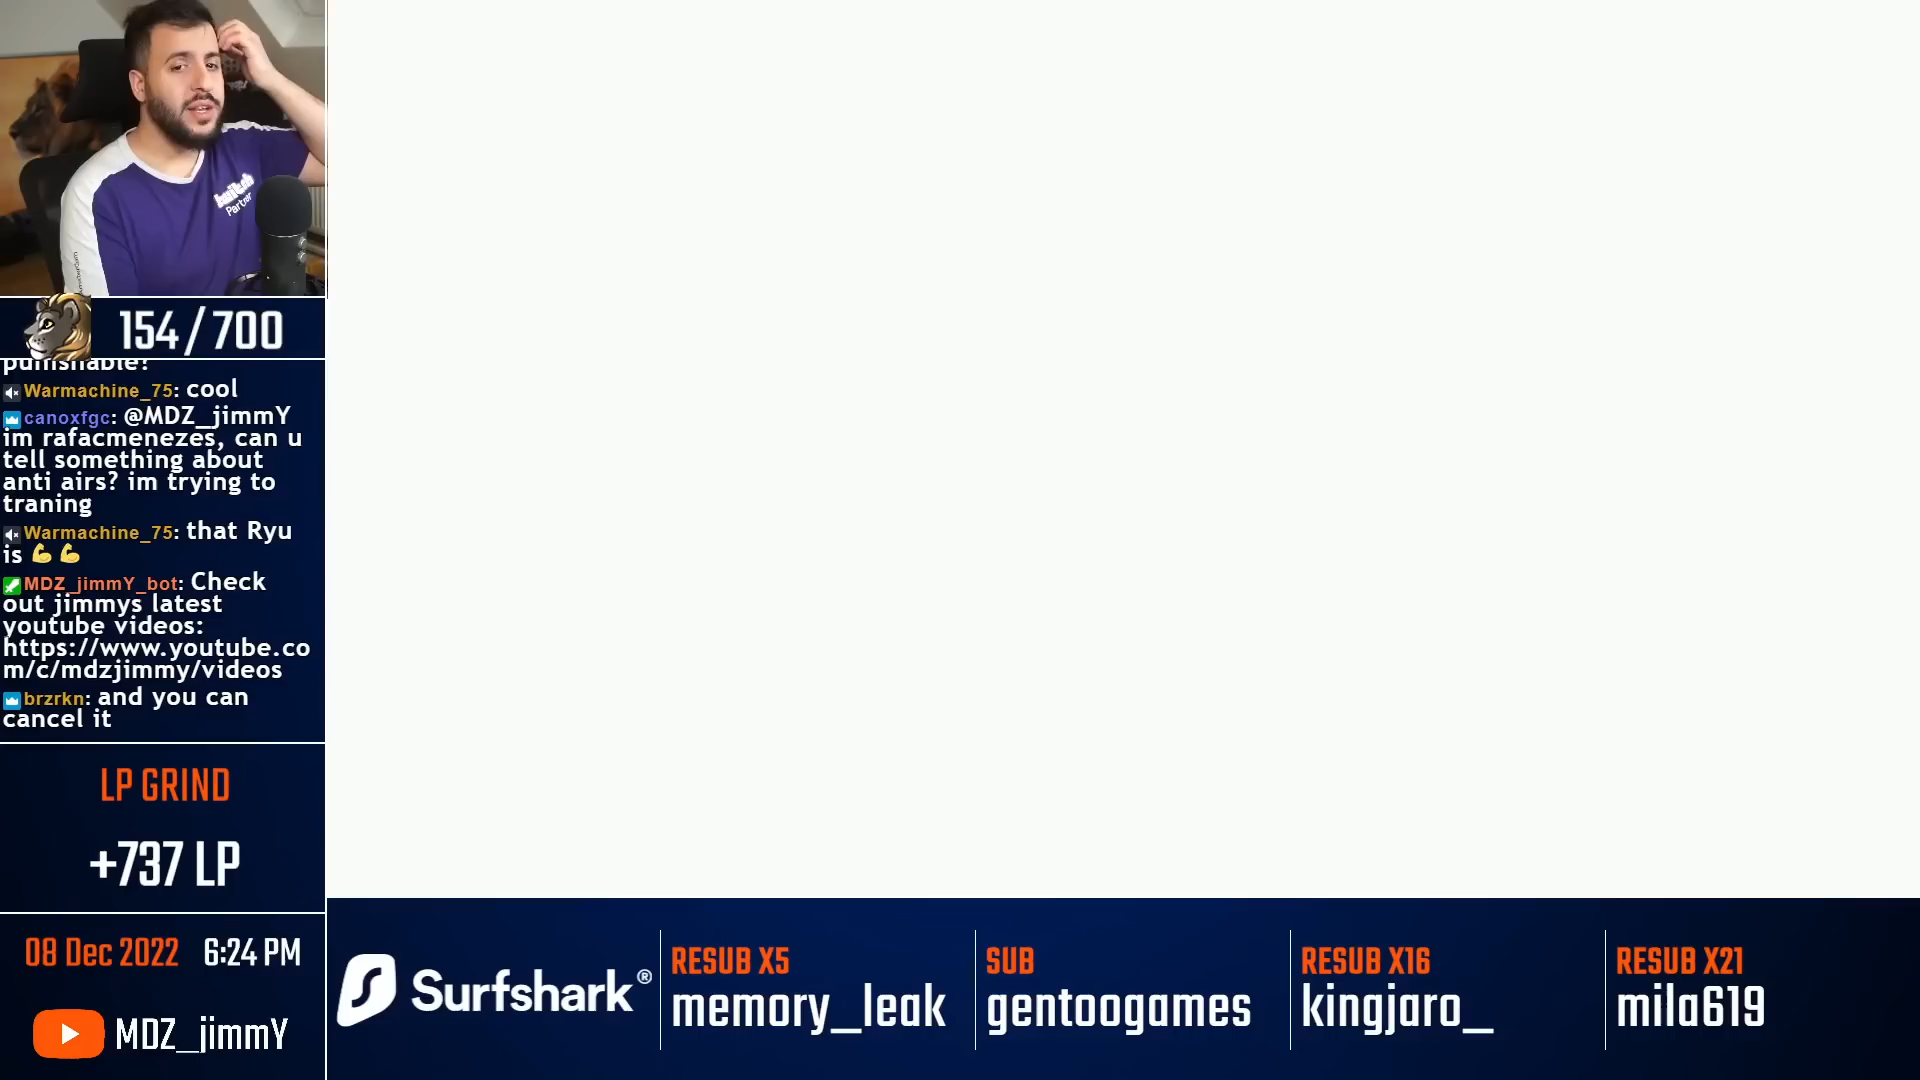 twitch
Partner
154/700
punishable?
Warmachine_75: cool
canoxfgc: @MDZ_jimmY
im rafacmenezes, can u
tell something about
anti airs? im trying to
traning
Warmachine_75: that Ryu
is 💪💪
MDZ_jimmY_bot: Check
out jimmys latest
youtube videos:
https://www.youtube.co
m/c/mdzjimmy/videos
brzrkn: and you can
cancel it
LP GRIND
+737 LP
08 Dec 2022 6:24 PM
MDZ_jimmY
Surfshark®
RESUB X5
memory_leak
SUB
gentoogames
RESUB X16
kingjaro_
RESUB X21
mila619